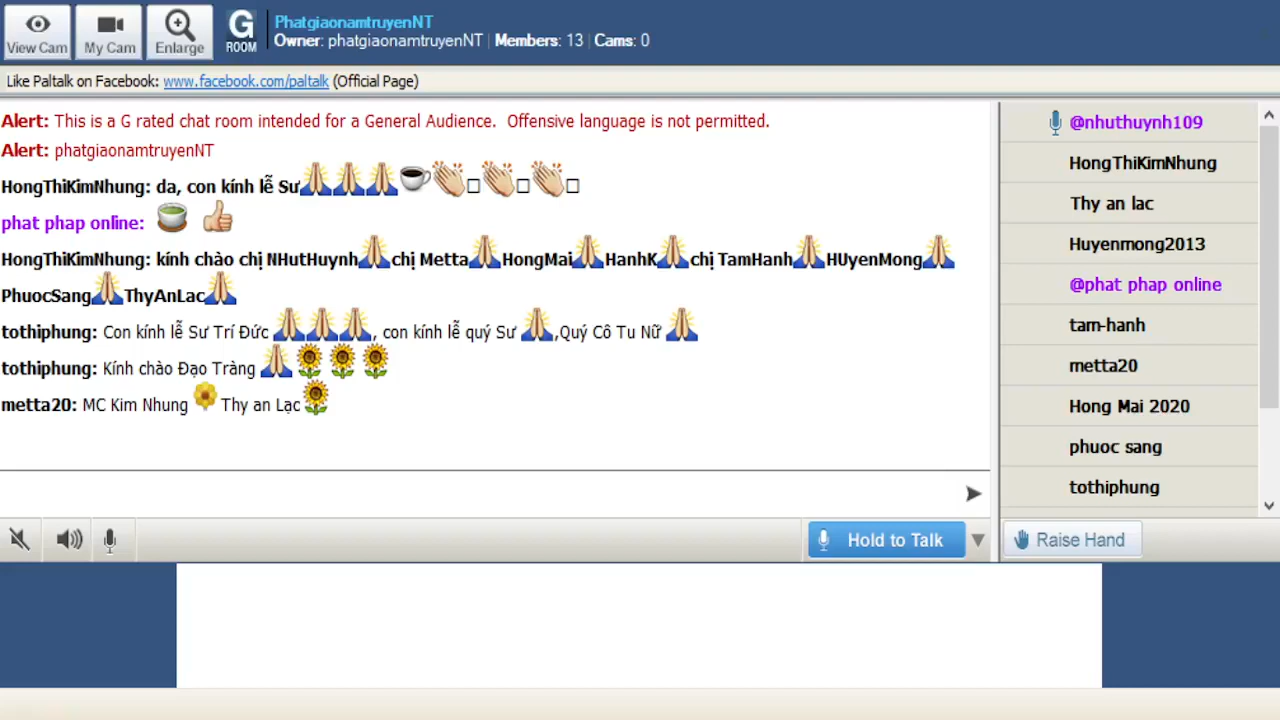 View Cam
My Cam
Enlarge
G
ROOM
PhatgiaonamtruyenNT
Owner: phatgiaonamtruyenNT | Members: 13 | Cams: 0
Like Paltalk on Facebook: www.facebook.com/paltalk (Official Page)
Alert: This is a G rated chat room intended for a General Audience. Offensive language is not permitted.
Alert: phatgiaonamtruyenNT
HongThiKimNhung: da, con kính lễ Sư
phat phap online:
HongThiKimNhung: kính chào chị NHutHuynh chị Metta HongMai HanhK chị TamHanh HUyenMong
PhuocSang ThyAnLac
tothiphung: Con kính lễ Sư Trí Đức , con kính lễ quý Sư ,Quý Cô Tu Nữ
tothiphung: Kính chào Đạo Tràng
metta20: MC Kim Nhung Thy an Lạc
@nhuthuynh109
HongThiKimNhung
Thy an lac
Huyenmong2013
@phat phap online
tam-hanh
metta20
Hong Mai 2020
phuoc sang
tothiphung
Hold to Talk
Raise Hand